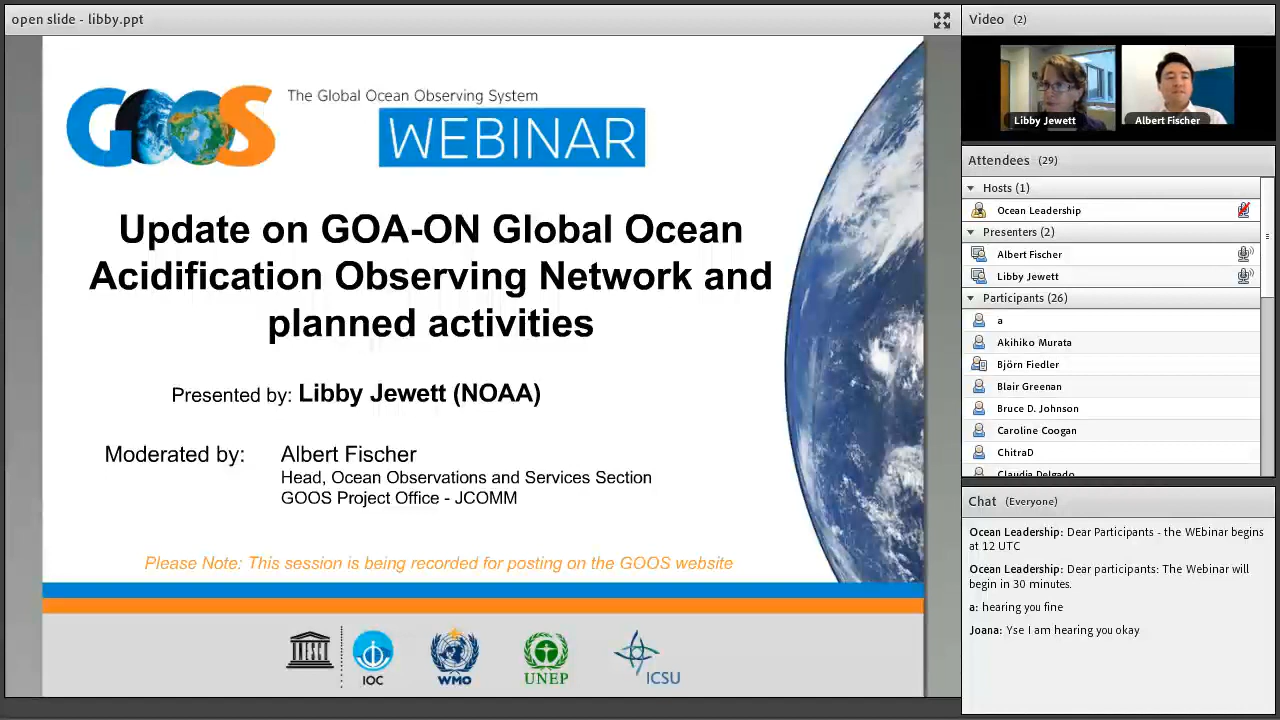 open slide - libby.ppt
GOOS
The Global Ocean Observing System
WEBINAR
Update on GOA-ON Global Ocean
Acidification Observing Network and
planned activities
Presented by: Libby Jewett (NOAA)
Moderated by: Albert Fischer
Head, Ocean Observations and Services Section
GOOS Project Office - JCOMM
Please Note: This session is being recorded for posting on the GOOS website
IOC
WMO
UNEP
ICSU
Video (2)
Libby Jewett
Albert Fischer
Attendees (29)
Hosts (1)
Ocean Leadership
Presenters (2)
Albert Fischer
Libby Jewett
Participants (26)
a
Akihiko Murata
Björn Fiedler
Blair Greenan
Bruce D. Johnson
Caroline Coogan
ChitraD
Claudia Delgado
Chat (Everyone)
Ocean Leadership: Dear Participants - the WEbinar begins
at 12 UTC
Ocean Leadership: Dear participants: The Webinar will
begin in 30 minutes.
a: hearing you fine
Joana: Yse I am hearing you okay